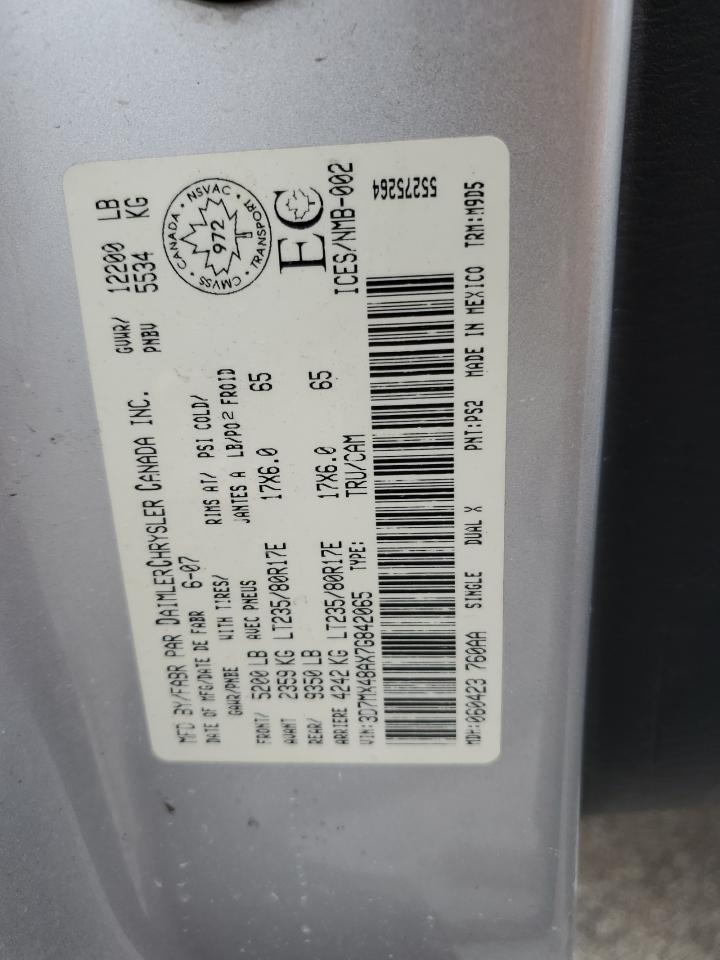 MFD BY/FABR PAR DAIMLERCHRYSLER CANADA INC.
DATE OF MFG/DATE DE FABR 6-07
GVWR/ 12200 LB
PNBV 5534 KG
GAWR/PNBE WITH TIRES/ RIMS AT/ PSI COLD/
AVEC PNEUS JANTES A LB/PO² FROID
FRONT/ 5200 LB
AVANT 2359 KG LT235/80R17E 17X6.0 65
REAR/ 9350 LB
ARRIERE 4242 KG LT235/80R17E 17X6.0 65
VIN:3D7MX48AX7G842065 TYPE: TRU/CAM
CMVSS • CANADA • NSVAC • TRANSPORT
972
EC
ICES/NMB-002
55275264
MDH:060423 760AA SINGLE DUAL X PNT:PS2 MADE IN MEXICO TRM:M9D5